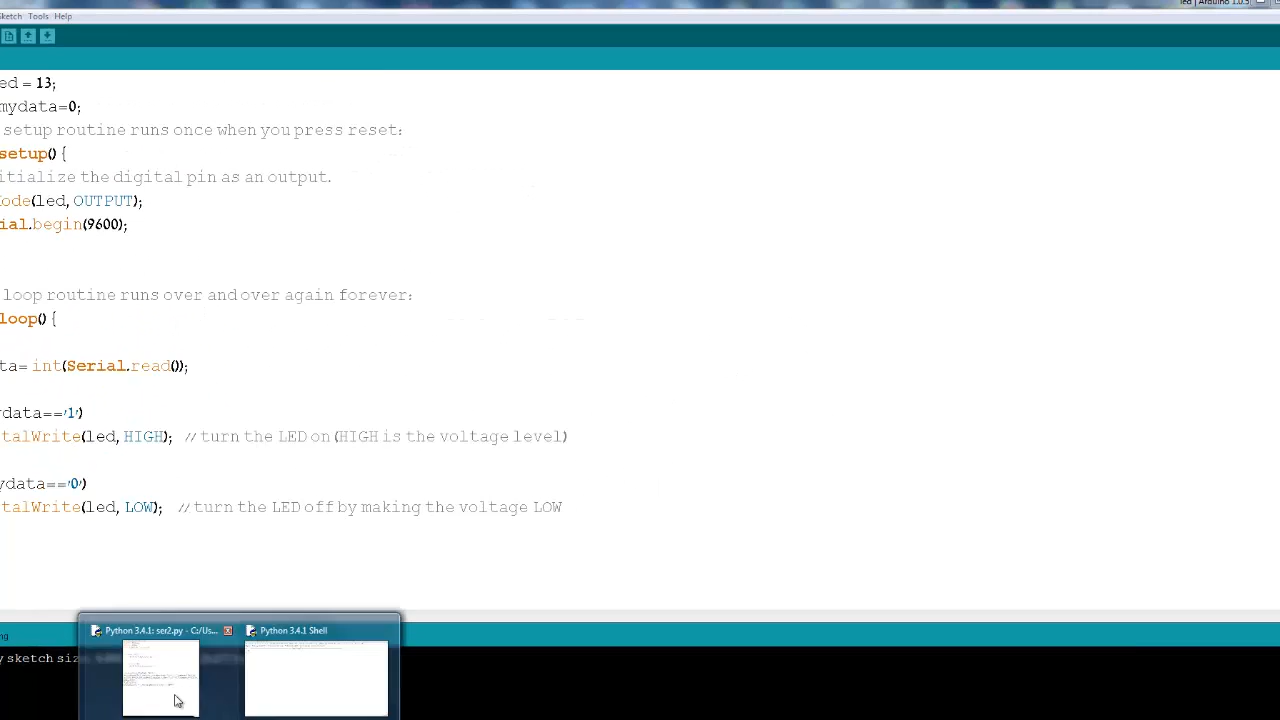 led | Arduino 1.0.5
Sketch Tools Help
ed = 13;
mydata=0;
setup routine runs once when you press reset:
setup() {
itialize the digital pin as an output.
ode(led, OUTPUT);
ial.begin(9600);
loop routine runs over and over again forever:
loop() {
ta= int(Serial.read());
ydata=='1')
talWrite(led, HIGH); // turn the LED on (HIGH is the voltage level)
ydata=='0')
talWrite(led, LOW); // turn the LED off by making the voltage LOW
Python 3.4.1: ser2.py - C:/Us... Python 3.4.1 Shell
ng
y sketch size